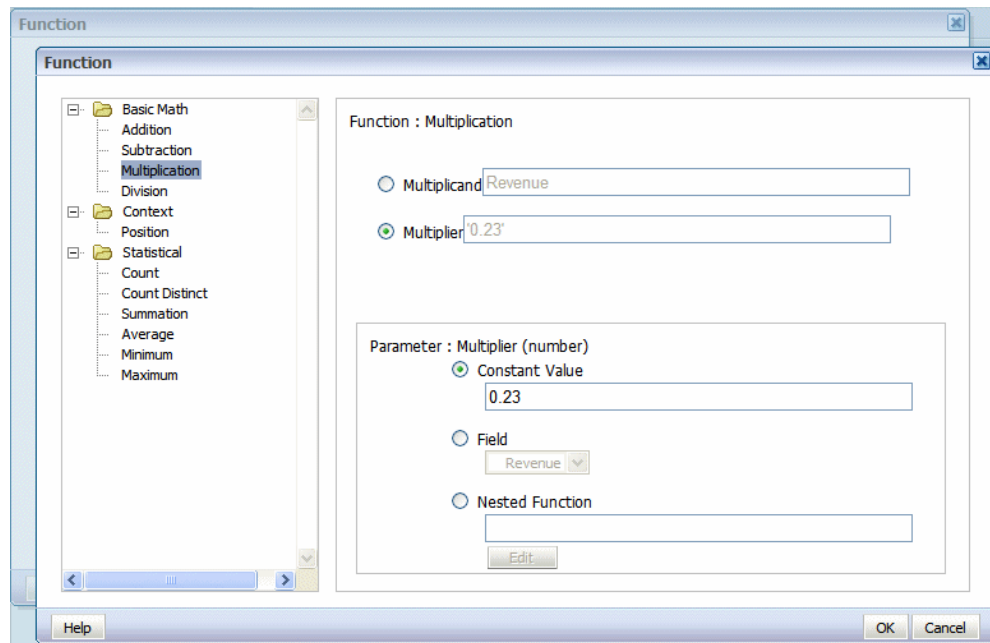 Function
Function
Basic Math
Addition
Subtraction
Multiplication
Division
Context
Position
Statistical
Count
Count Distinct
Summation
Average
Minimum
Maximum
Function : Multiplication
Multiplicand Revenue
Multiplier '0.23'
Parameter : Multiplier (number)
Constant Value
0.23
Field
Revenue
Nested Function
Edit
Help
OK Cancel